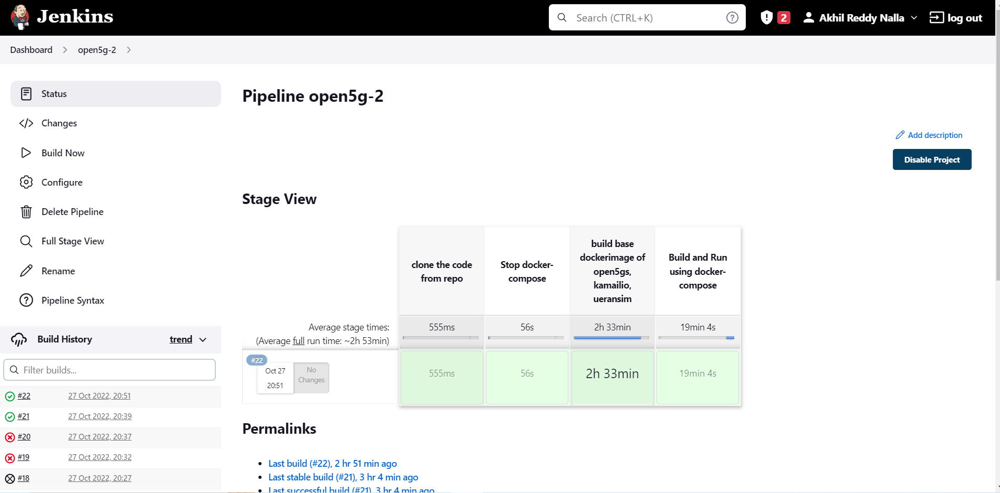 Jenkins
Search (CTRL+K)
2
Akhil Reddy Nalla
log out
Dashboard
open5g-2
Status
Changes
Build Now
Configure
Delete Pipeline
Full Stage View
Rename
Pipeline Syntax
Build History
trend
Filter builds...
#22
27 Oct 2022, 20:51
#21
27 Oct 2022, 20:39
#20
27 Oct 2022, 20:37
#19
27 Oct 2022, 20:32
#18
27 Oct 2022, 20:27
Pipeline open5g-2
Add description
Disable Project
Stage View
clone the code
from repo
Stop docker-
compose
build base
dockerimage of
open5gs,
kamailio,
ueransim
Build and Run
using docker-
compose
Average stage times:
(Average full run time: ~2h 53min)
555ms
56s
2h 33min
19min 4s
#22
Oct 27
20:51
No
Changes
555ms
56s
2h 33min
19min 4s
Permalinks
Last build (#22), 2 hr 51 min ago
Last stable build (#21), 3 hr 4 min ago
Last successful build (#21), 3 hr 4 min ago